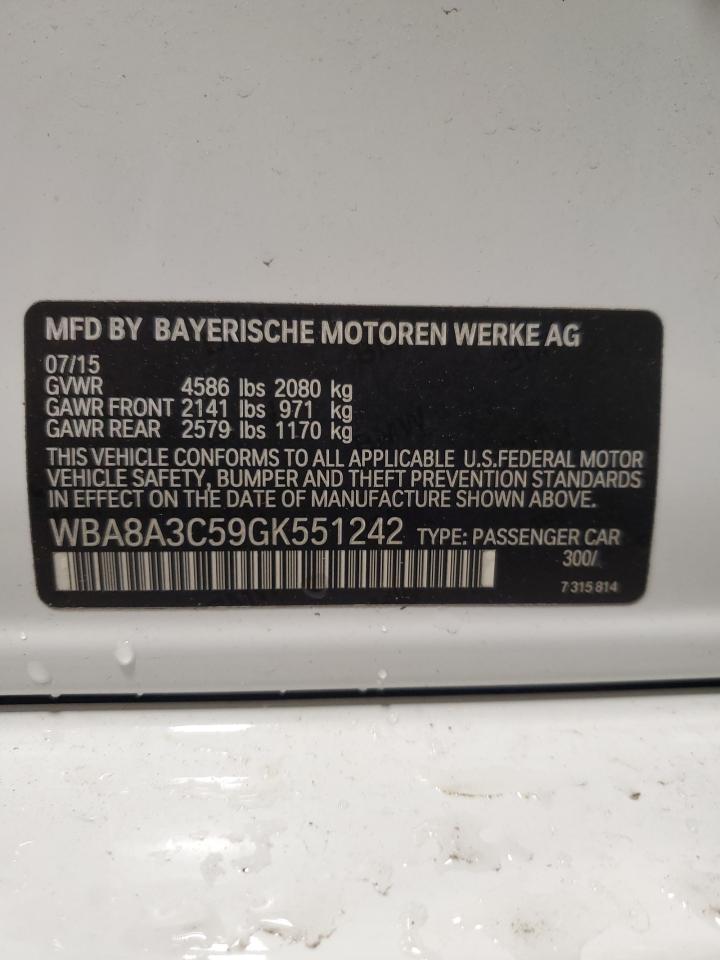 MFD BY BAYERISCHE MOTOREN WERKE AG
07/15
GVWR 4586 lbs 2080 kg
GAWR FRONT 2141 lbs 971 kg
GAWR REAR 2579 lbs 1170 kg
THIS VEHICLE CONFORMS TO ALL APPLICABLE U.S.FEDERAL MOTOR
VEHICLE SAFETY, BUMPER AND THEFT PREVENTION STANDARDS
IN EFFECT ON THE DATE OF MANUFACTURE SHOWN ABOVE.
WBA8A3C59GK551242 TYPE: PASSENGER CAR
300/
7 315 814